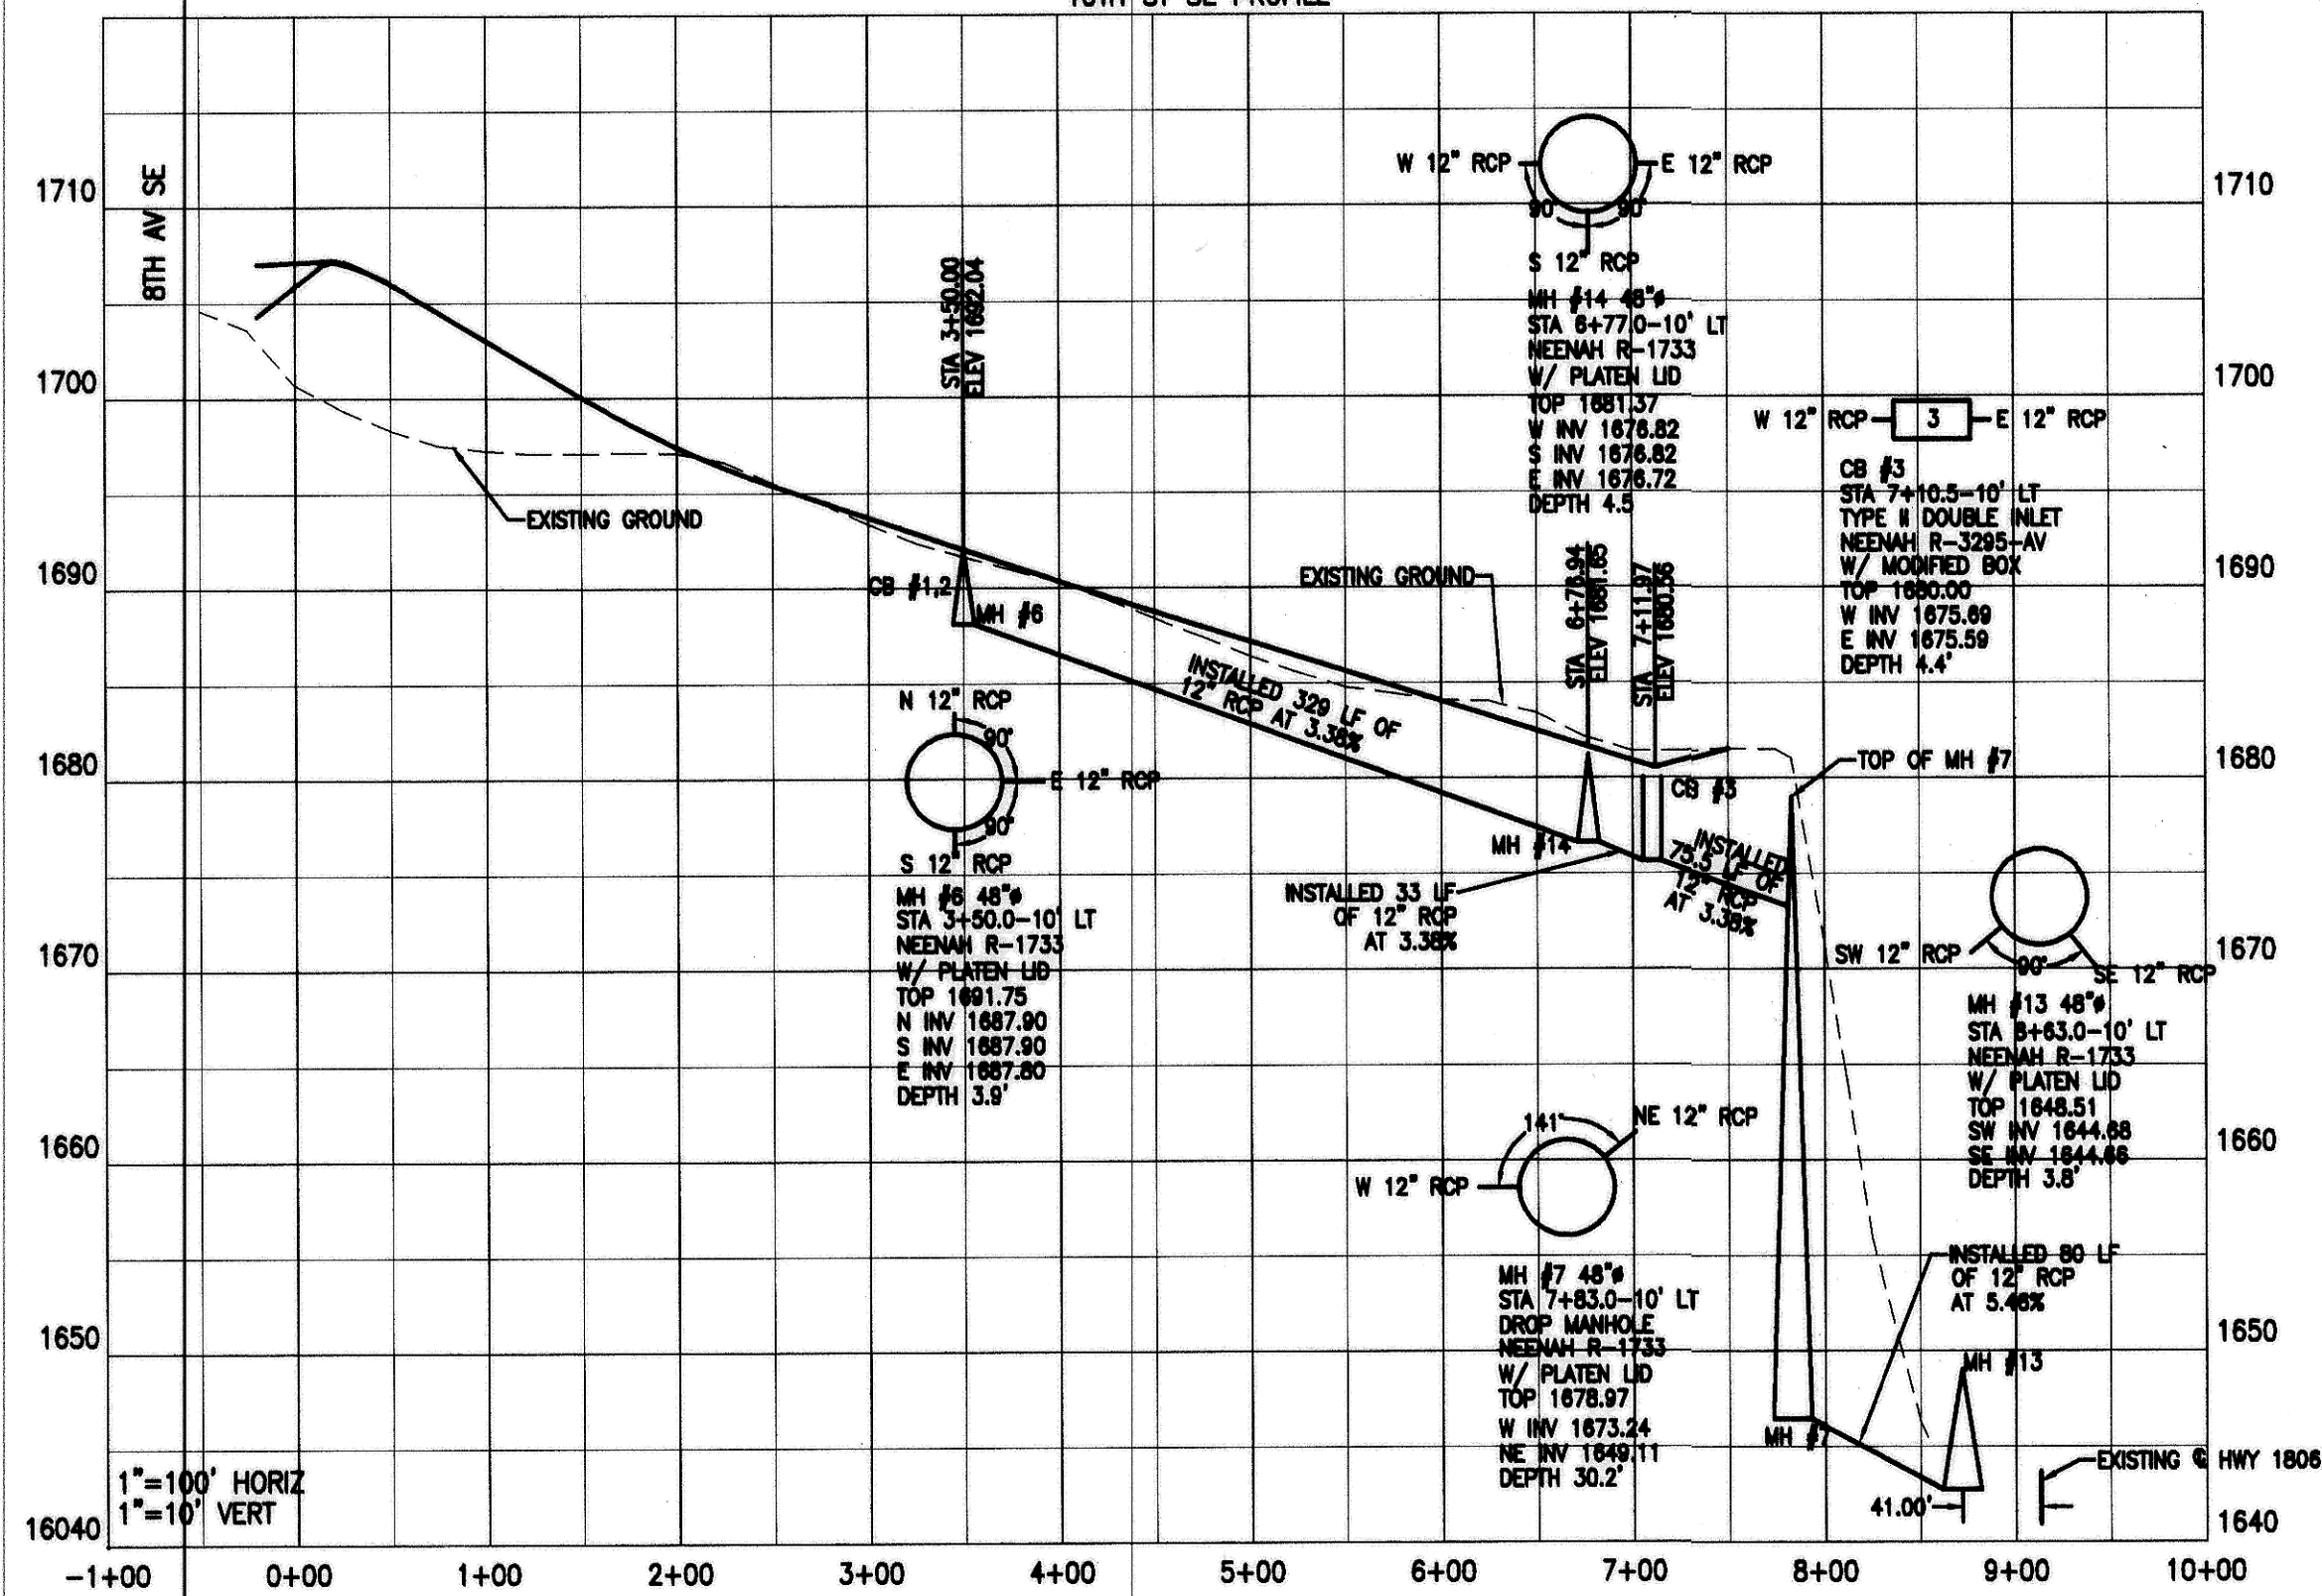 10TH ST SE PROFILE
1710
1700
1690
1680
1670
1660
1650
16040
8TH AV SE
EXISTING GROUND
STA 3+50.00
ELEV 1692.04
CB #1,2
MH #6
N 12" RCP
90°
E 12" RCP
90°
S 12" RCP
MH #6 48"ø
STA 3+50.0-10' LT
NEENAH R-1733
W/ PLATEN LID
TOP 1691.75
N INV 1687.90
S INV 1687.90
E INV 1687.80
DEPTH 3.9'
INSTALLED 329 LF OF
12" RCP AT 3.38%
W 12" RCP
E 12" RCP
90°
90°
S 12" RCP
MH #14 48"ø
STA 6+77.0-10' LT
NEENAH R-1733
W/ PLATEN LID
TOP 1681.37
W INV 1676.82
S INV 1676.82
E INV 1676.72
DEPTH 4.5
EXISTING GROUND
STA 6+76.94
ELEV 1681.65
STA 7+11.97
ELEV 1680.56
W 12" RCP
3
E 12" RCP
CB #3
STA 7+10.5-10' LT
TYPE II DOUBLE INLET
NEENAH R-3295-AV
W/ MODIFIED BOX
TOP 1680.00
W INV 1675.69
E INV 1675.59
DEPTH 4.4'
TOP OF MH #7
CB #3
MH #14
INSTALLED 33 LF
OF 12" RCP
AT 3.38%
INSTALLED
75.5 LF OF
12" RCP
AT 3.38%
SW 12" RCP
90°
SE 12" RCP
MH #13 48"ø
STA 8+63.0-10' LT
NEENAH R-1733
W/ PLATEN LID
TOP 1648.51
SW INV 1644.68
SE INV 1644.66
DEPTH 3.8'
141°
NE 12" RCP
W 12" RCP
MH #7 48"ø
STA 7+83.0-10' LT
DROP MANHOLE
NEENAH R-1733
W/ PLATEN LID
TOP 1678.97
W INV 1673.24
NE INV 1649.11
DEPTH 30.2'
INSTALLED 80 LF
OF 12" RCP
AT 5.46%
MH #13
MH #7
EXISTING ℄ HWY 1806
41.00'
1"=100' HORIZ
1"=10' VERT
1710
1700
1690
1680
1670
1660
1650
1640
-1+00 0+00 1+00 2+00 3+00 4+00 5+00 6+00 7+00 8+00 9+00 10+00